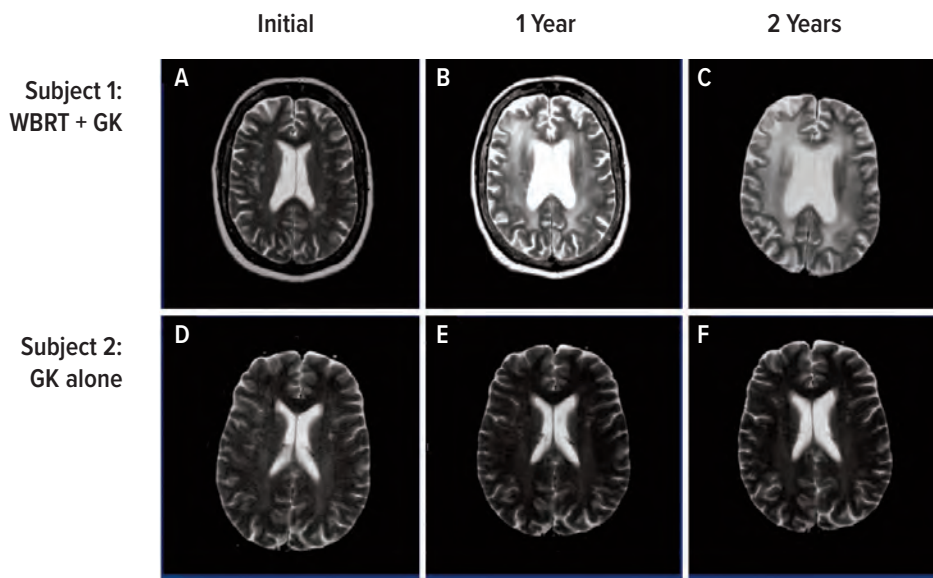 Initial
1 Year
2 Years
Subject 1:
WBRT + GK
A
B
C
Subject 2:
GK alone
D
E
F